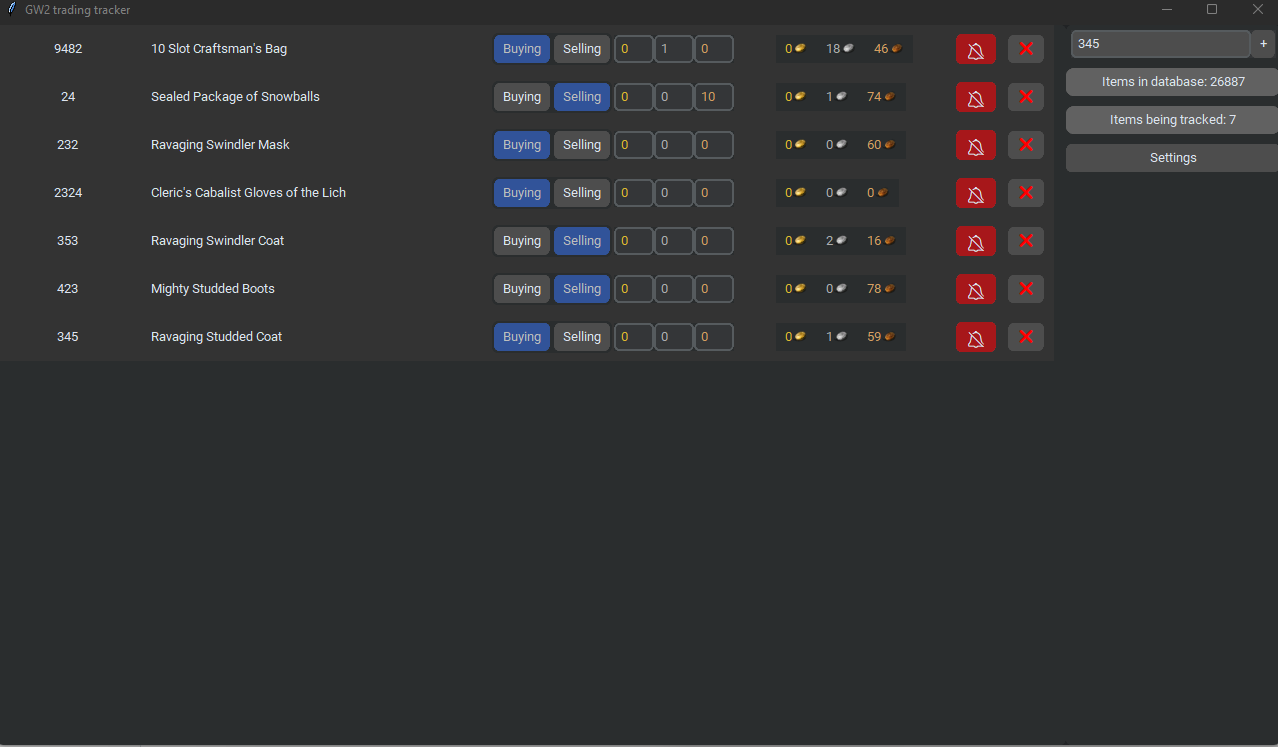 GW2 trading tracker
9482 10 Slot Craftsman's Bag Buying Selling 0 1 0 0 18 46
345 +
24 Sealed Package of Snowballs Buying Selling 0 0 10 0 1 74
Items in database: 26887
232 Ravaging Swindler Mask Buying Selling 0 0 0 0 0 60
Items being tracked: 7
Settings
2324 Cleric's Cabalist Gloves of the Lich Buying Selling 0 0 0 0 0 0
353 Ravaging Swindler Coat Buying Selling 0 0 0 0 2 16
423 Mighty Studded Boots Buying Selling 0 0 0 0 0 78
345 Ravaging Studded Coat Buying Selling 0 0 0 0 1 59